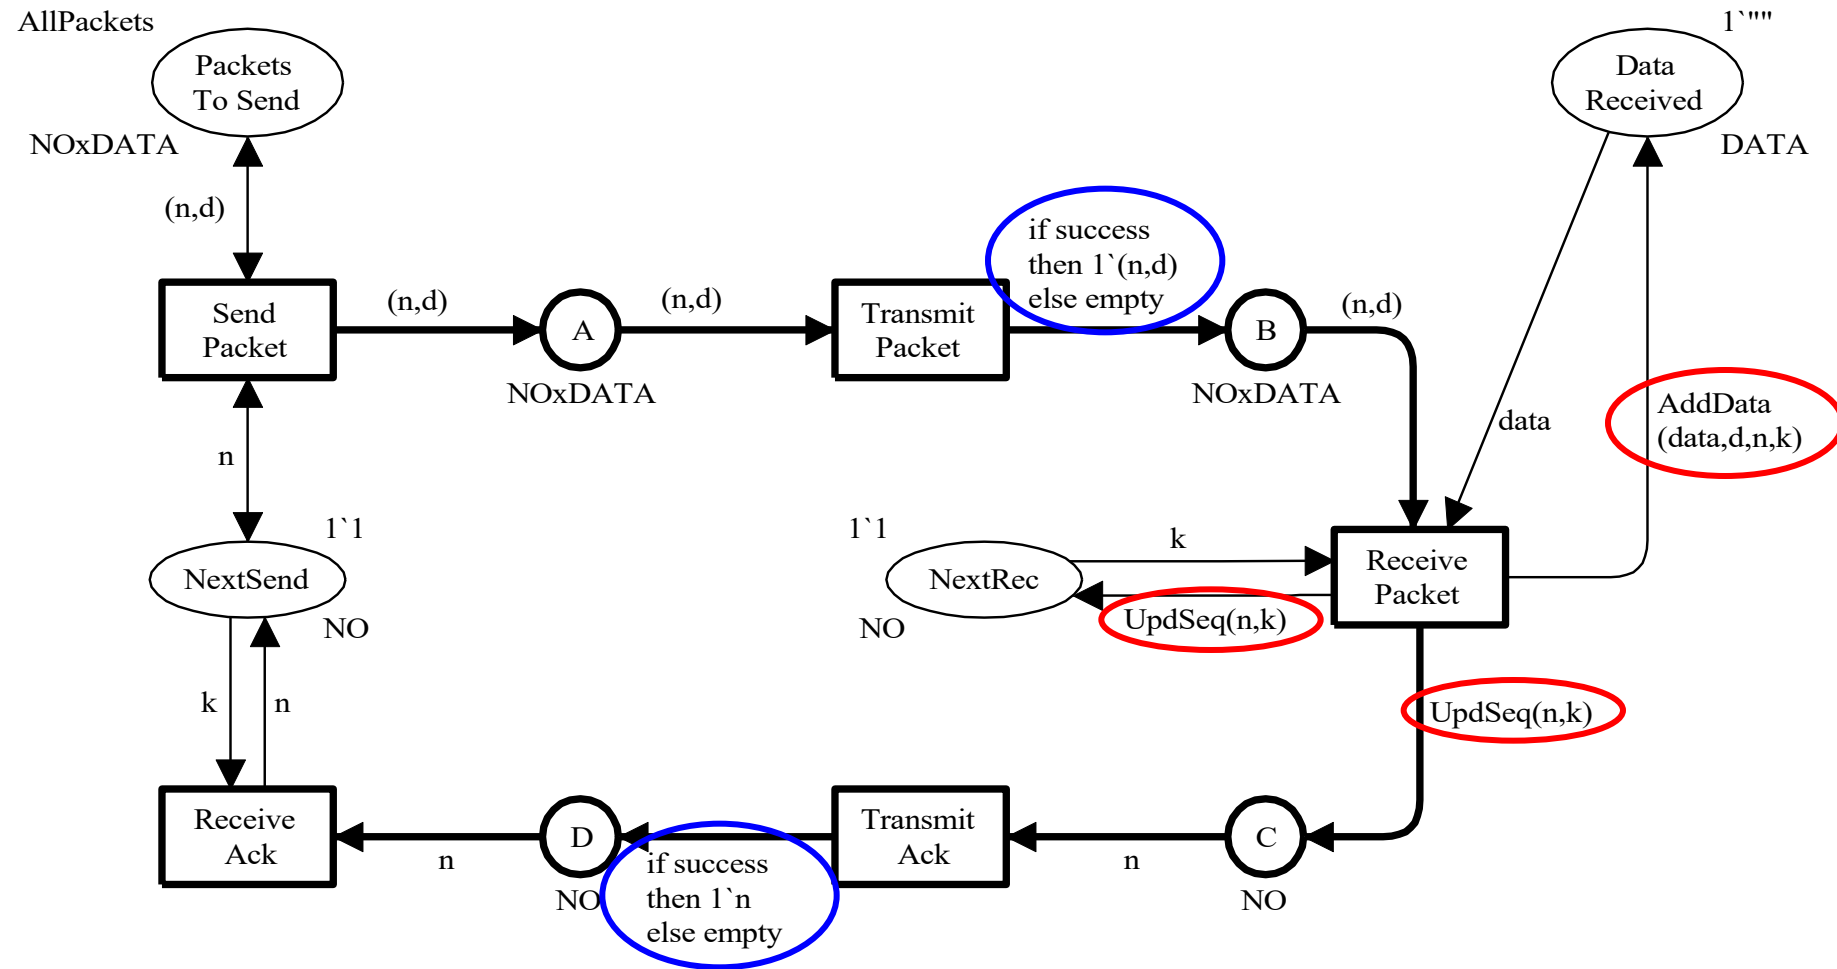 AllPackets
1`""
Packets
To Send
Data
Received
NOxDATA
DATA
(n,d)
if success
then 1`(n,d)
else empty
Send
Packet
(n,d)
A
(n,d)
Transmit
Packet
B
(n,d)
NOxDATA
NOxDATA
AddData
(data,d,n,k)
data
n
1`1
1`1
NextSend
NO
NextRec
NO
k
UpdSeq(n,k)
Receive
Packet
k
n
UpdSeq(n,k)
Receive
Ack
n
D
NO
if success
then 1`n
else empty
Transmit
Ack
n
C
NO